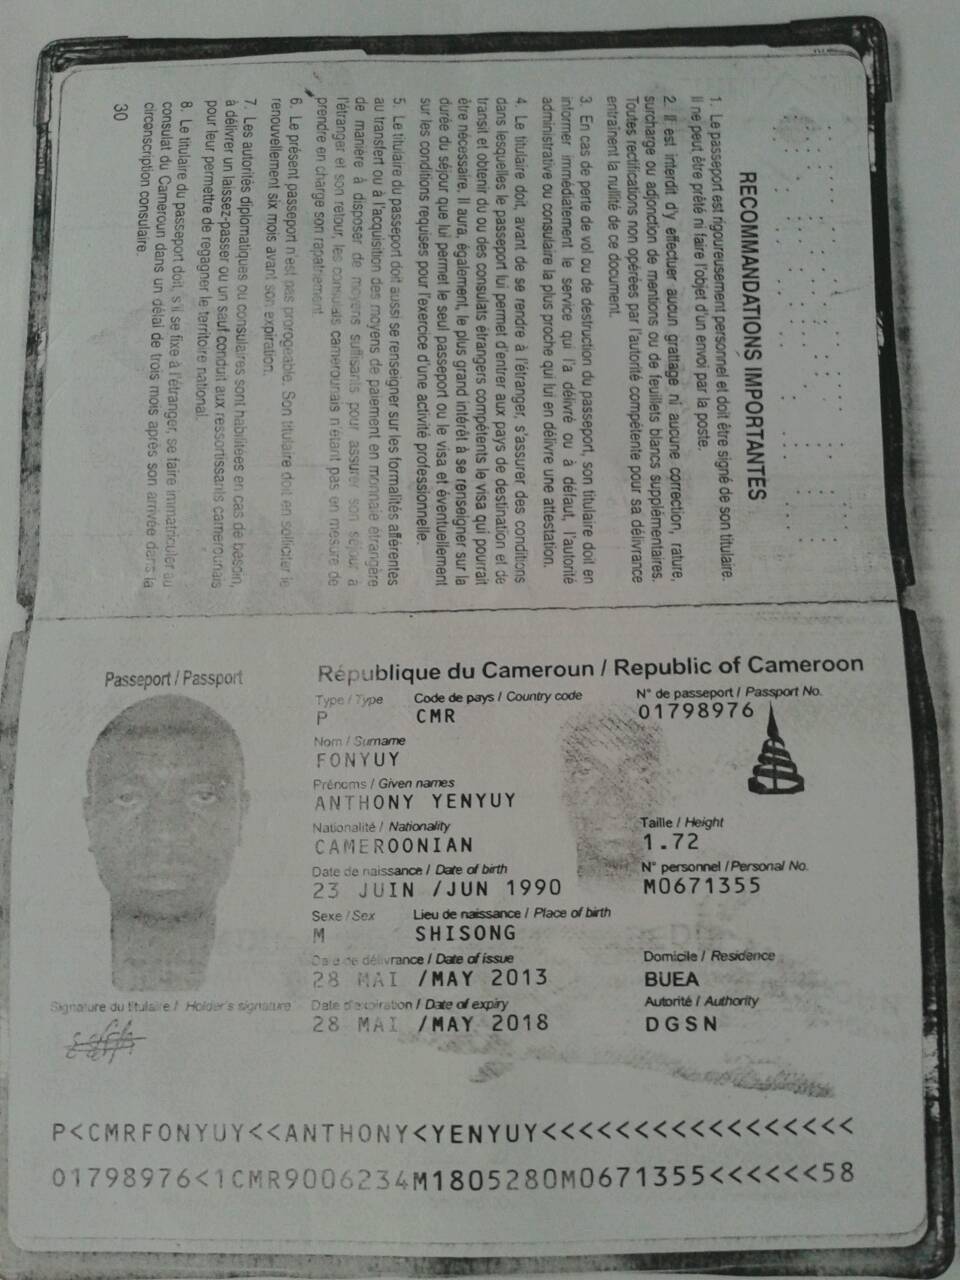 RECOMMANDATIONS IMPORTANTES
1. Le passeport est rigoureusement personnel et doit être signé de son titulaire.
Il ne peut être prêté ni faire l'objet d'un envoi par la poste.
2. Il est interdit d'y effectuer aucun grattage ni aucune correction, rature,
surcharge ou adjonction de mentions ou de feuillets blancs supplémentaires.
Toutes rectifications non opérées par l'autorité compétente pour sa délivrance
entraînent la nullité de ce document.
3. En cas de perte de vol ou de destruction du passeport, son titulaire doit en
informer immédiatement le service qui l'a délivré ou à défaut, l'autorité
administrative ou consulaire la plus proche qui lui en délivre une attestation.
4. Le titulaire doit, avant de se rendre à l'étranger, s'assurer des conditions
dans lesquelles le passeport lui permet d'entrer aux pays de destination et de
transit et obtenir du ou des consulats étrangers compétents le visa qui pourrait
être nécessaire. Il aura, également, le plus grand intérêt à se renseigner sur la
durée du séjour que lui permet le seul passeport ou le visa et éventuellement
sur les conditions requises pour l'exercice d'une activité professionnelle.
5. Le titulaire du passeport doit aussi se renseigner sur les formalités afférentes
au transfert ou à l'acquisition des moyens de paiement en monnaie étrangère
de manière à disposer de moyens suffisants pour assurer son séjour à
l'étranger et son retour, les consulats camerounais n'étant pas en mesure de
prendre en charge son rapatriement.
6. Le présent passeport n'est pas prorogeable. Son titulaire doit en solliciter le
renouvellement six mois avant son expiration.
7. Les autorités diplomatiques ou consulaires sont habilitées en cas de besoin,
à délivrer un laissez-passer ou un sauf conduit aux ressortissants camerounais
pour leur permettre de regagner le territoire national.
8. Le titulaire du passeport doit, s'il se fixe à l'étranger, se faire immatriculer au
consulat du Cameroun dans un délai de trois mois après son arrivée dans la
circonscription consulaire.
30
Passeport / Passport
République du Cameroun / Republic of Cameroon
Type / Type Code de pays / Country code N° de passeport / Passport No.
P CMR 01798976
Nom / Surname
FONYUY
Prénoms / Given names
ANTHONY YENYUY
Nationalité / Nationality Taille / Height
CAMEROONIAN 1.72
Date de naissance / Date of birth N° personnel / Personal No.
23 JUIN /JUN 1990 M0671355
Sexe / Sex Lieu de naissance / Place of birth
M SHISONG
Date de délivrance / Date of issue Domicile / Residence
28 MAI /MAY 2013 BUEA
Signature du titulaire / Holder's signature Date d'expiration / Date of expiry Autorité / Authority
28 MAI /MAY 2018 DGSN
P<CMRFONYUY<<ANTHONY<YENYUY<<<<<<<<<<<<<<<<<
01798976<1CMR9006234M1805280M0671355<<<<<<58